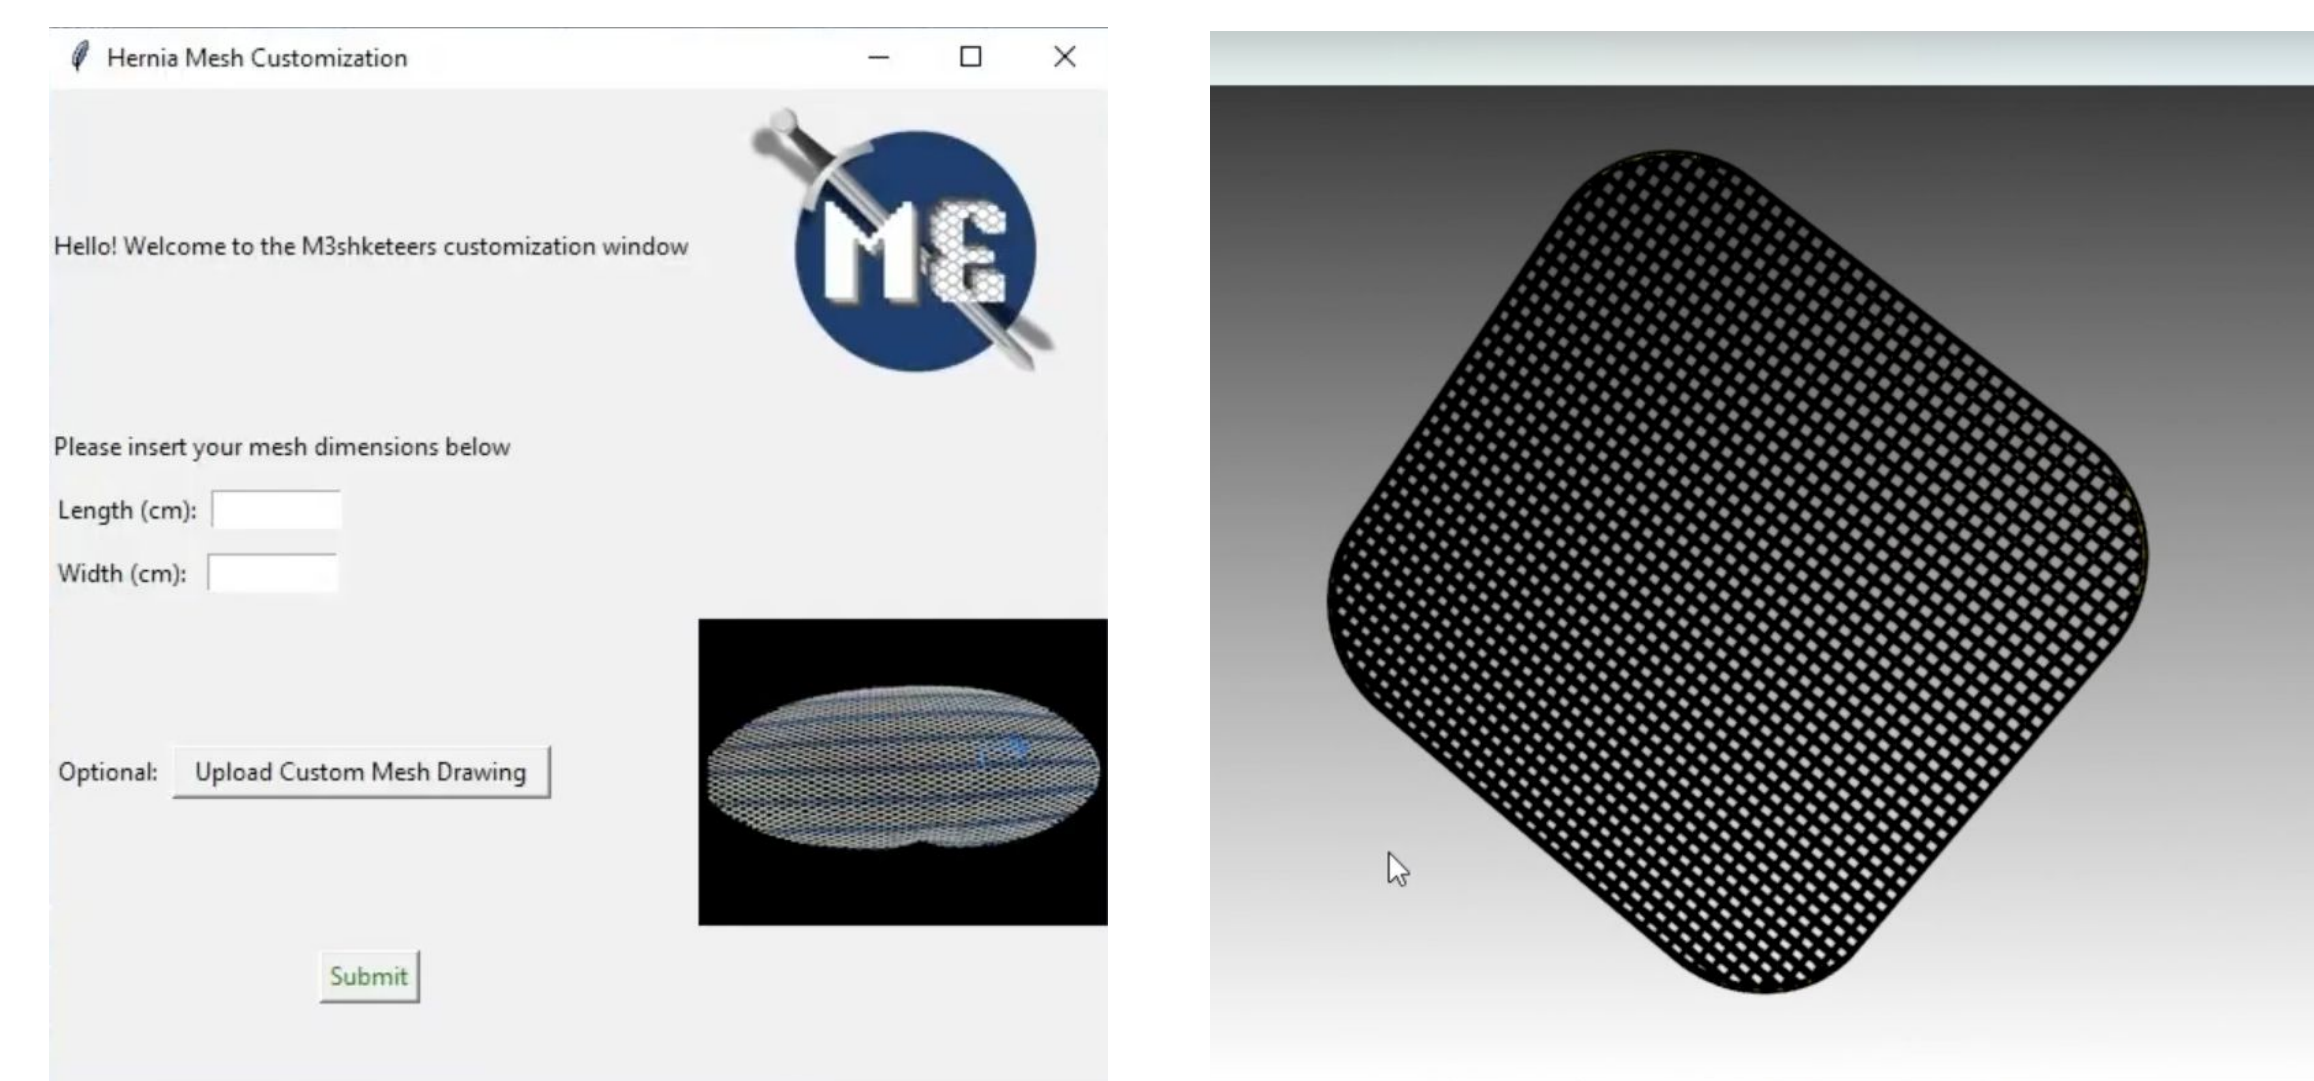 Hernia Mesh Customization
M3
Hello! Welcome to the M3shketeers customization window
Please insert your mesh dimensions below
Length (cm):
Width (cm):
Optional: Upload Custom Mesh Drawing
Submit